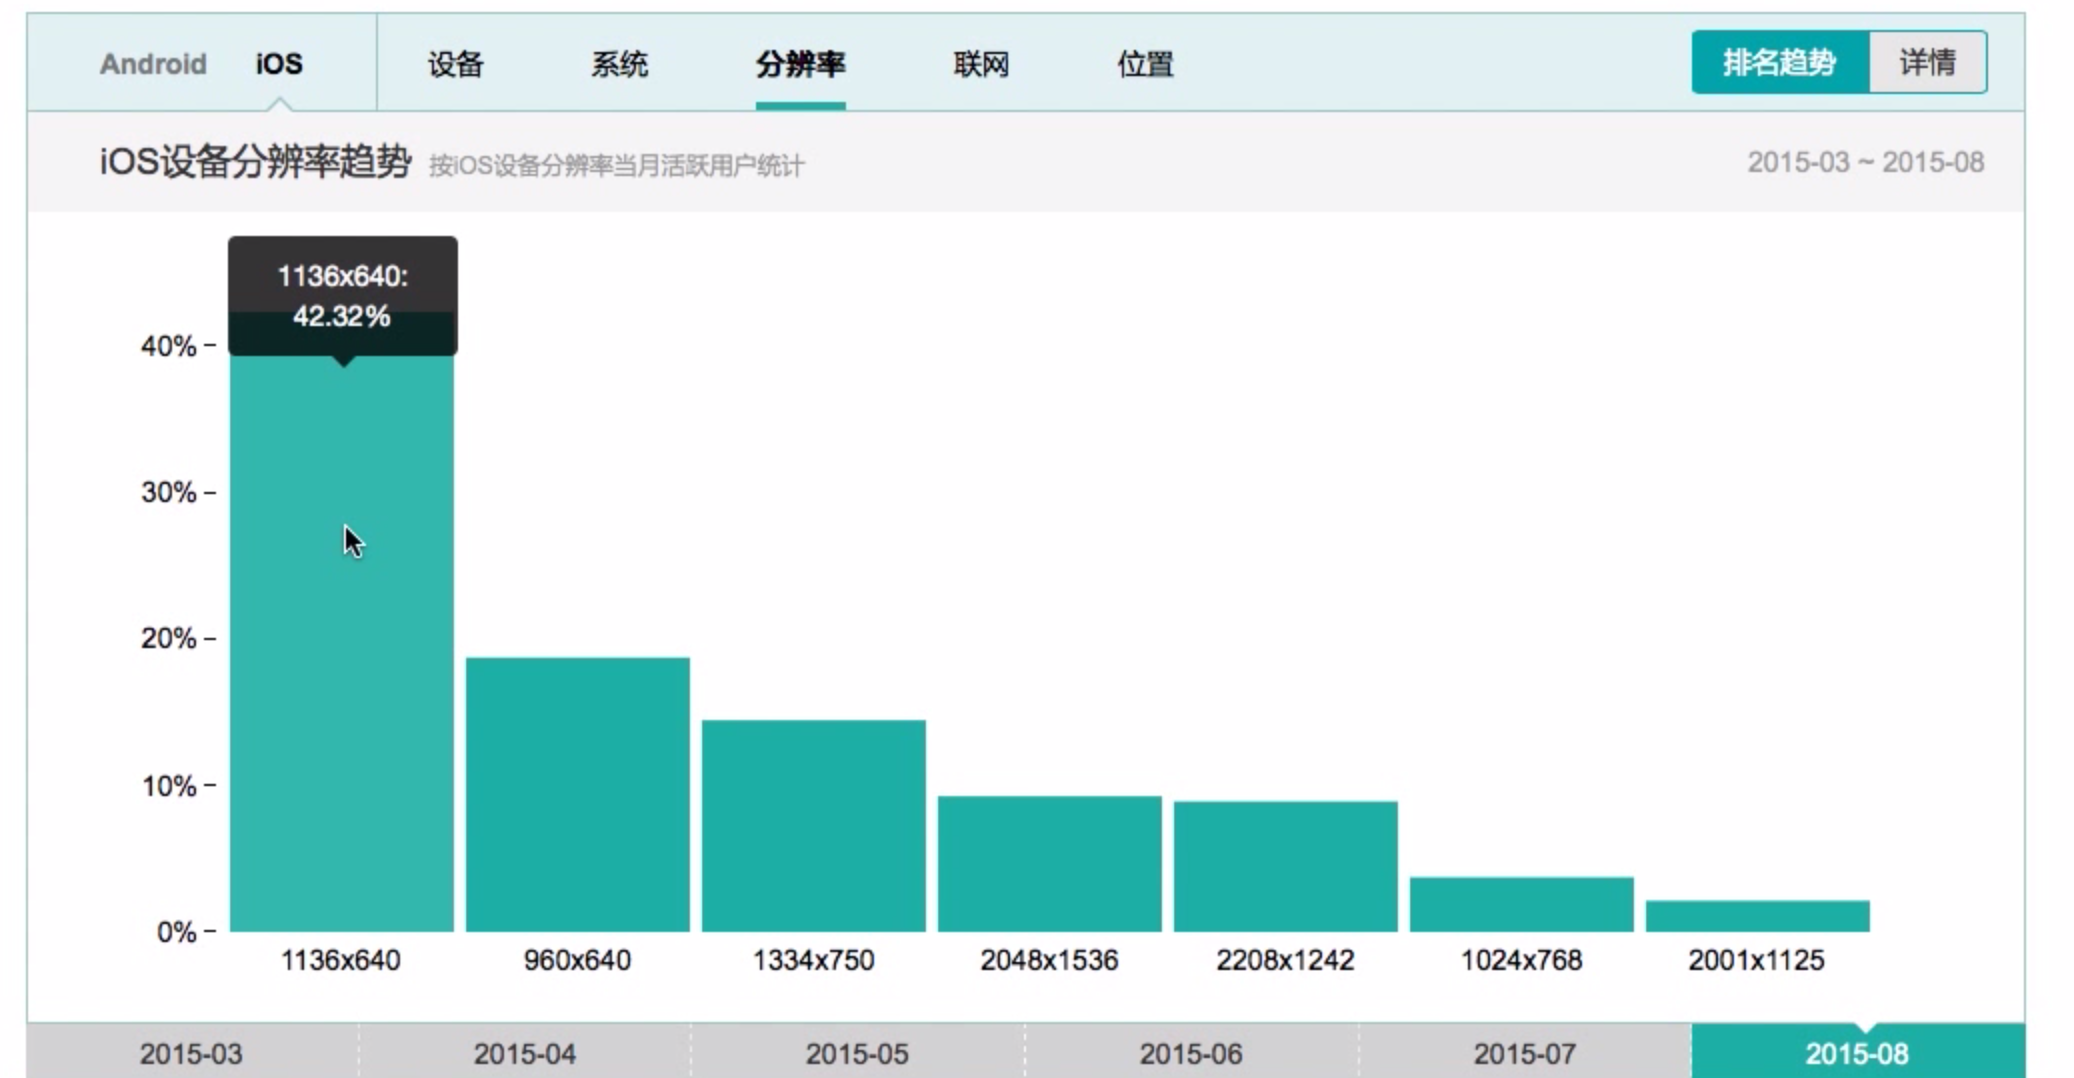 Android iOS 设备 系统 分辨率 联网 位置 排名趋势 详情
iOS设备分辨率趋势 按iOS设备分辨率当月活跃用户统计 2015-03 ~ 2015-08
1136x640:
42.32%
40%
30%
20%
10%
0%
1136x640 960x640 1334x750 2048x1536 2208x1242 1024x768 2001x1125
2015-03 2015-04 2015-05 2015-06 2015-07 2015-08